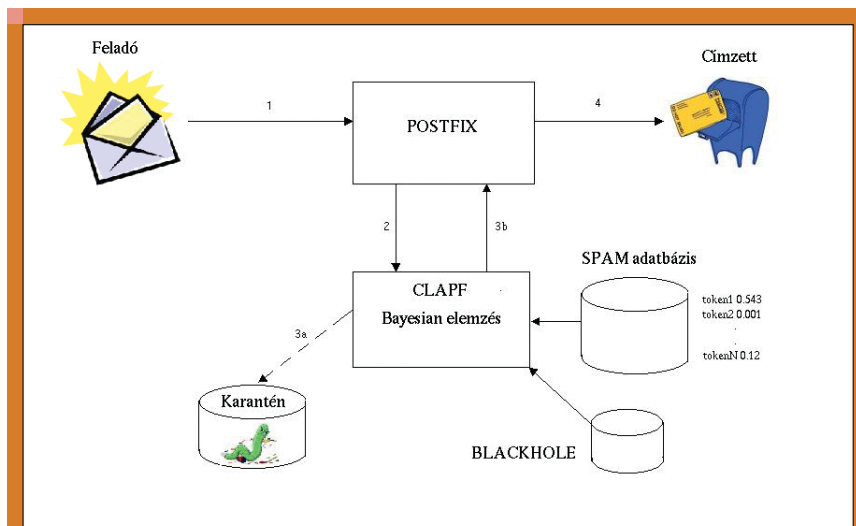 Feladó
Címzett
1
POSTFIX
4
2
3b
SPAM adatbázis
CLAPF
Bayesian elemzés
token1 0.543
token2 0.001
.
.
tokenN 0.12
3a
Karantén
BLACKHOLE